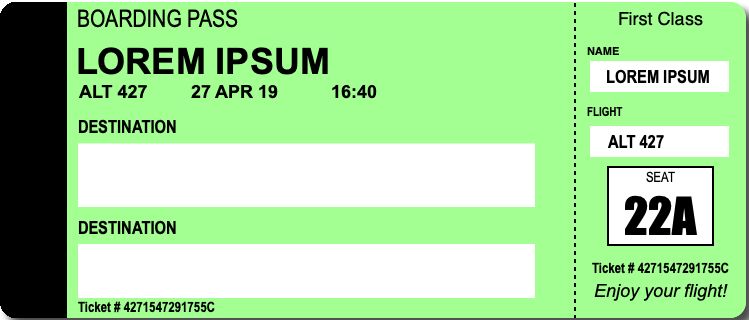 BOARDING PASS
LOREM IPSUM
ALT 427 27 APR 19 16:40
DESTINATION
DESTINATION
Ticket # 4271547291755C
First Class
NAME
LOREM IPSUM
FLIGHT
ALT 427
SEAT
22A
Ticket # 4271547291755C
Enjoy your flight!